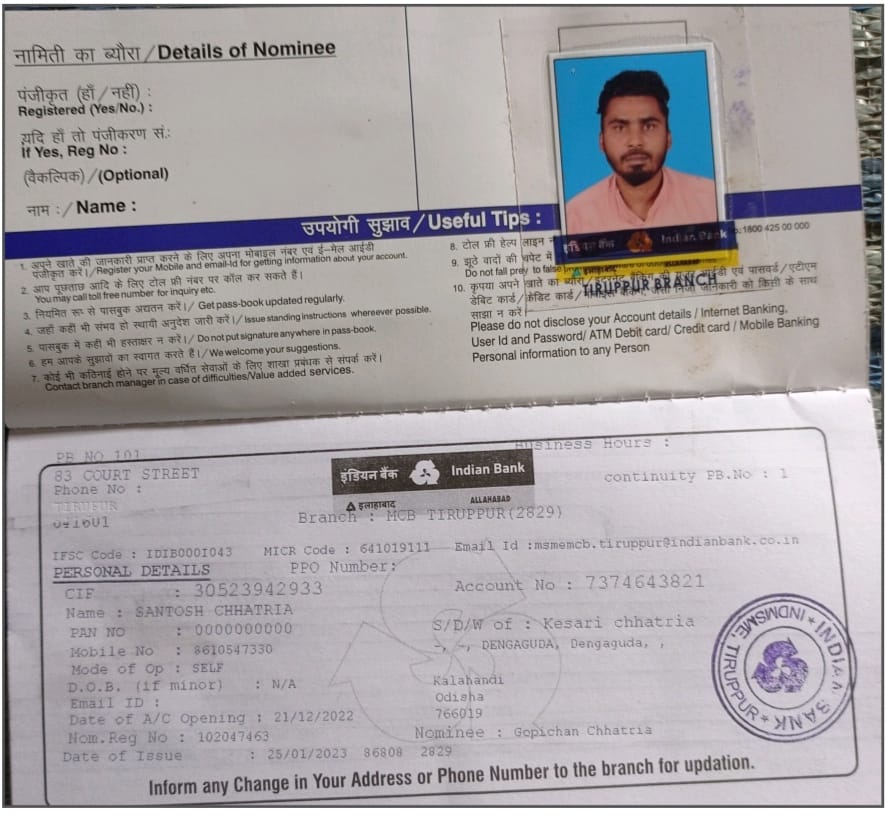 नामिती का ब्यौरा / Details of Nominee
पंजीकृत (हाँ / नहीं) :
Registered (Yes/No.) :
यदि हाँ तो पंजीकरण सं.:
If Yes, Reg No :
(वैकल्पिक) / (Optional)
नाम : / Name :
Indian Bank
इंडियन बैंक
TIRUPPUR BRANCH
उपयोगी सुझाव / Useful Tips :
1. अपने खाते की जानकारी प्राप्त करने के लिए अपना मोबाइल नंबर एवं ई-मेल आईडी
पंजीकृत करें। / Register your Mobile and email-Id for getting information about your account.
2. आप पूछताछ आदि के लिए टोल फ्री नंबर पर कॉल कर सकते हैं।
You may call toll free number for inquiry etc.
3. नियमित रूप से पासबुक अद्यतन करें। / Get pass-book updated regularly.
4. जहाँ कहीं भी संभव हो स्थायी अनुदेश जारी करें। / Issue standing instructions whereever possible.
5. पासबुक में कहीं भी हस्ताक्षर न करें। / Do not put signature anywhere in pass-book.
6. हम आपके सुझावों का स्वागत करते है। / We welcome your suggestions.
7. कोई भी कठिनाई होने पर मूल्य वर्धित सेवाओं के लिए शाखा प्रबंधक से संपर्क करें।
Contact branch manager in case of difficulties/Value added services.
8. टोल फ्री हेल्प लाइन 1800 425 00 000
9. झूठे वादों की चपेट में
Do not fall prey to false
10. कृपया अपने खाते का ब्यौरा / आईडी एवं पासवर्ड / एटीएम
डेबिट कार्ड / क्रेडिट कार्ड / निजी जानकारी को किसी के साथ
साझा न करें
Please do not disclose your Account details / Internet Banking,
User Id and Password/ ATM Debit card/ Credit card / Mobile Banking
Personal information to any Person
PB NO 101 Business Hours :
83 COURT STREET इंडियन बैंक Indian Bank continuity PB.No : 1
Phone No :
इलाहाबाद ALLAHABAD
TIRUPUR
641601 Branch : MCB TIRUPPUR(2829)
IFSC Code : IDIB000I043 MICR Code : 641019111 Email Id :msmemcb.tiruppur@indianbank.co.in
PERSONAL DETAILS PPO Number:
CIF : 30523942933 Account No : 7374643821
Name : SANTOSH CHHATRIA
PAN NO : 0000000000 S/D/W of : Kesari chhatria
Mobile No : 8610547330 -, -, DENGAGUDA, Dengaguda, ,
Mode of Op : SELF
D.O.B. (if minor) : N/A Kalahandi
Email ID : Odisha
Date of A/C Opening : 21/12/2022 766019
Nom.Reg No : 102047463 Nominee : Gopichan Chhatria
Date of Issue : 25/01/2023 86808 2829
INDIAN BANK * INDMSME, TIRUPPUR *
Inform any Change in Your Address or Phone Number to the branch for updation.